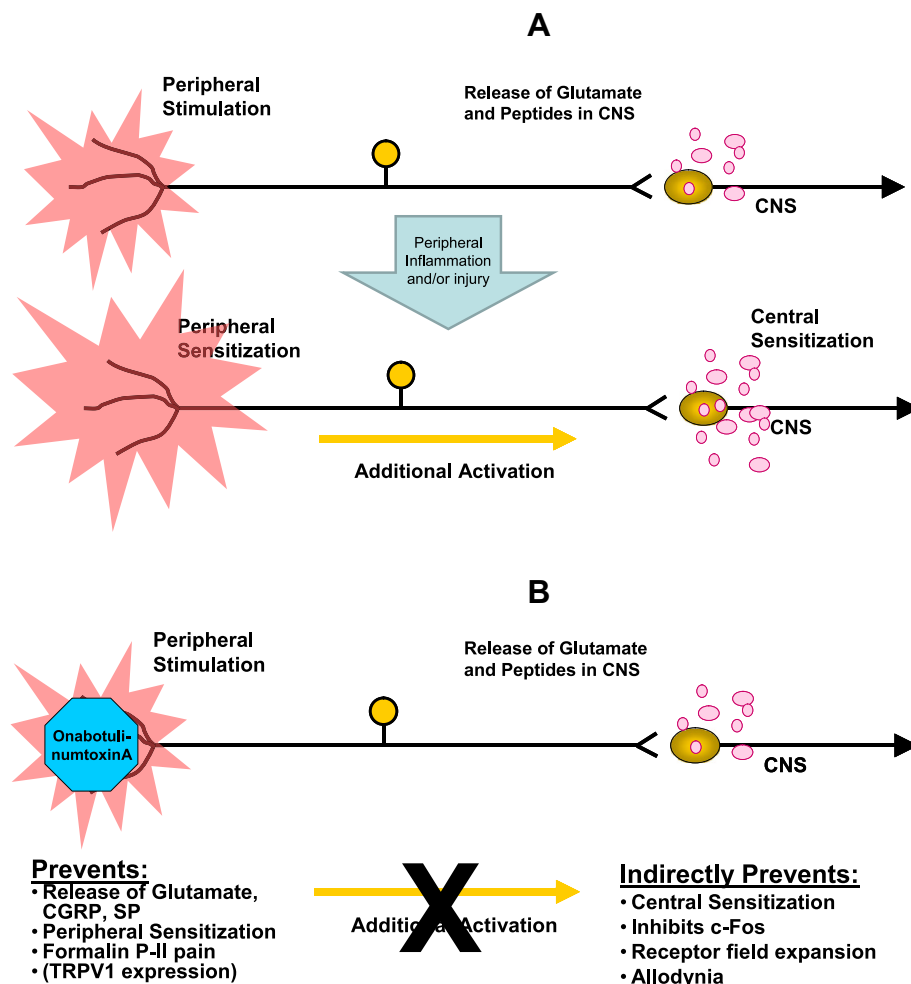 A
Peripheral
Stimulation
Release of Glutamate
and Peptides in CNS
CNS
Peripheral
Inflammation
and/or injury
Peripheral
Sensitization
Central
Sensitization
CNS
Additional Activation
B
Peripheral
Stimulation
Release of Glutamate
and Peptides in CNS
Onabotuli-
numtoxinA
CNS
Prevents:
• Release of Glutamate,
CGRP, SP
• Peripheral Sensitization
• Formalin P-II pain
• (TRPV1 expression)
X
Additional Activation
Indirectly Prevents:
• Central Sensitization
• Inhibits c-Fos
• Receptor field expansion
• Allodynia